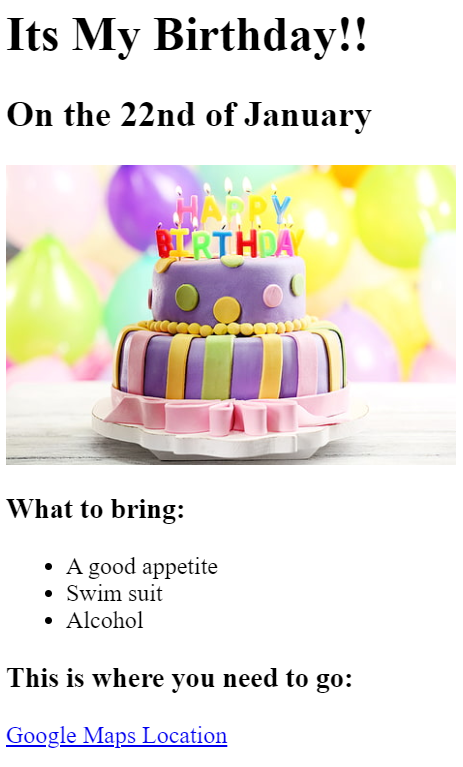 Its My Birthday!!
On the 22nd of January
HAPPY
BIRTHDAY
What to bring:
A good appetite
Swim suit
Alcohol
This is where you need to go:
Google Maps Location